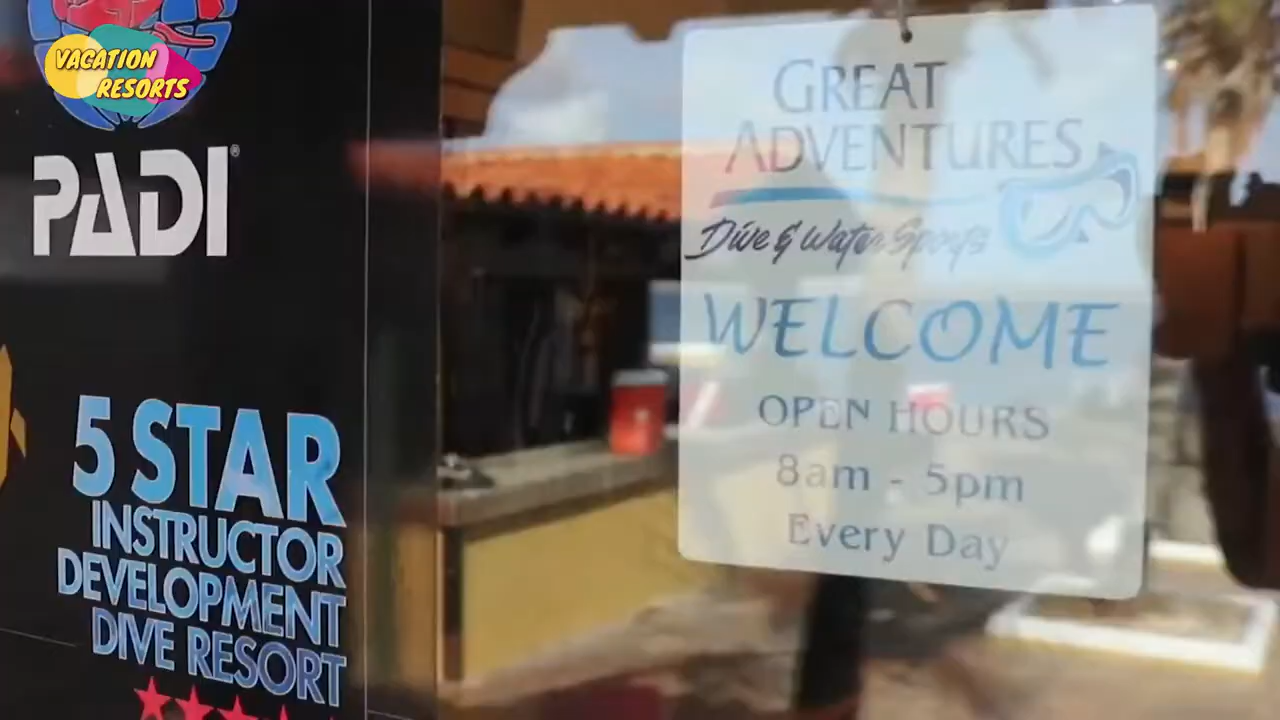 VACATION
RESORTS
PADI®
5 STAR
INSTRUCTOR
DEVELOPMENT
DIVE RESORT
GREAT
ADVENTURES
Dive & Water Sports
WELCOME
OPEN HOURS
8am - 5pm
Every Day